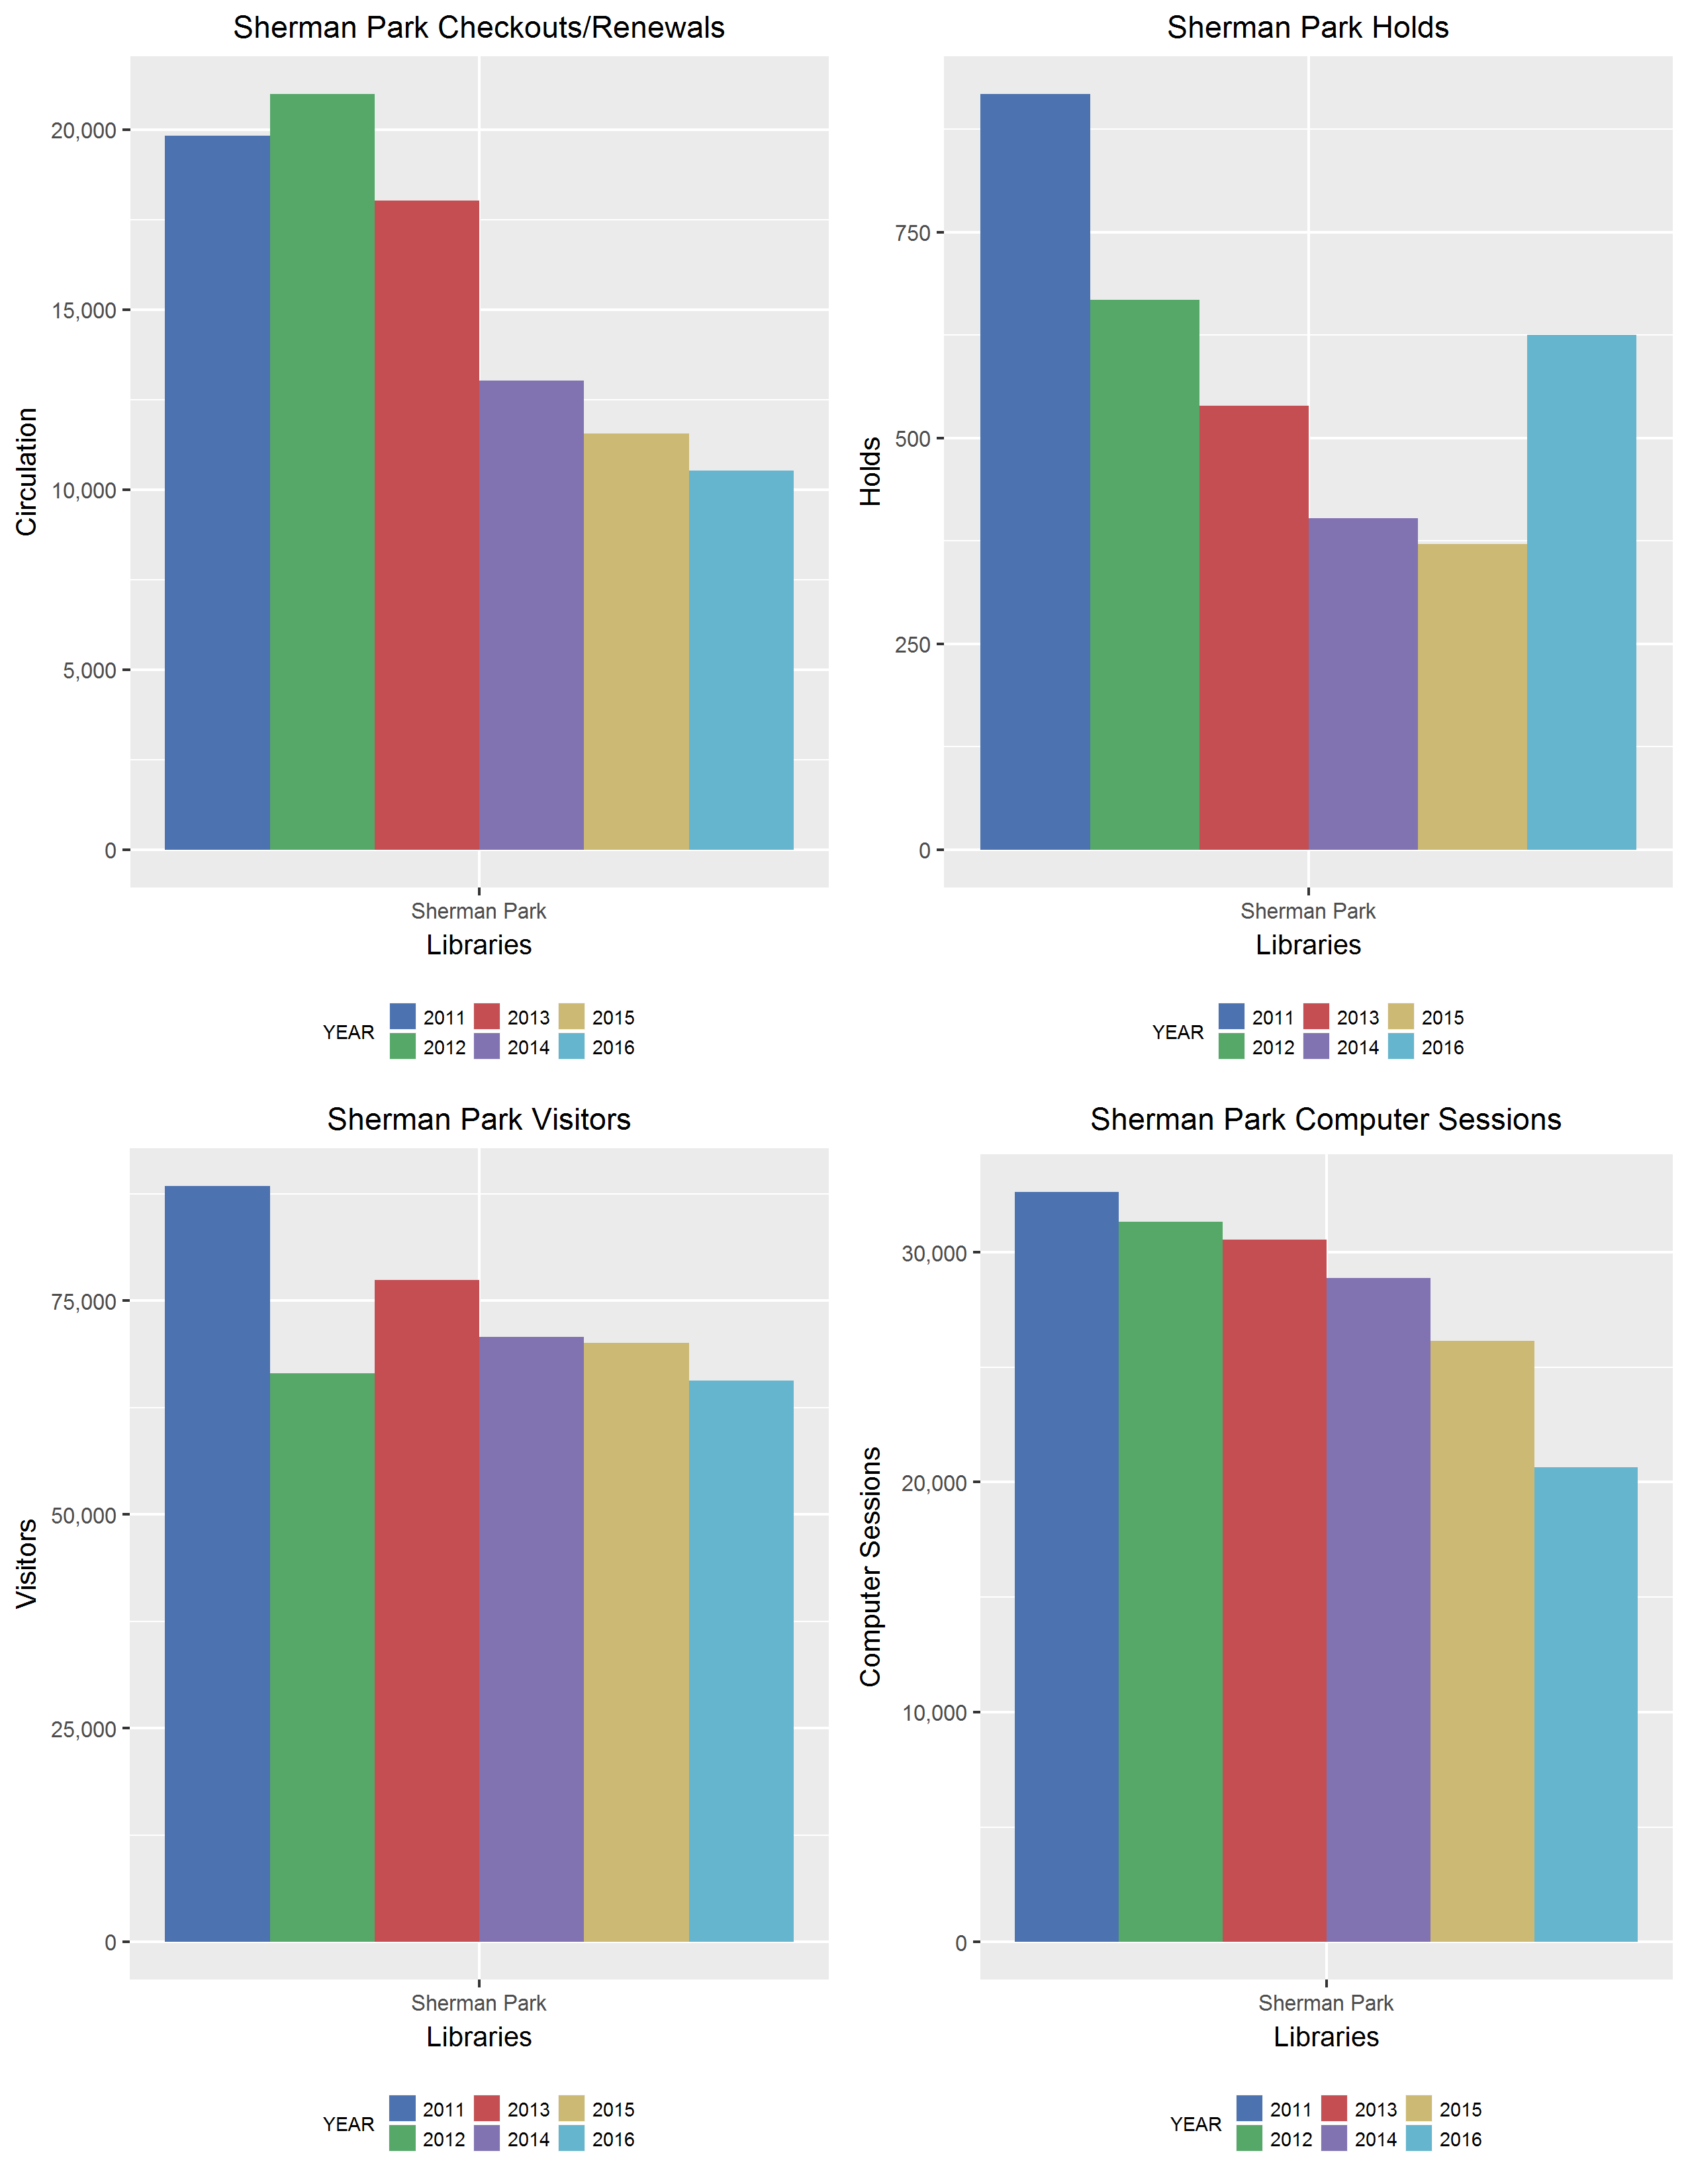 Sherman Park Checkouts/Renewals
Circulation
20,000
15,000
10,000
5,000
0
Sherman Park
Libraries
YEAR
2011 2013 2015
2012 2014 2016
Sherman Park Holds
Holds
750
500
250
0
Sherman Park
Libraries
YEAR
2011 2013 2015
2012 2014 2016
Sherman Park Visitors
Visitors
75,000
50,000
25,000
0
Sherman Park
Libraries
YEAR
2011 2013 2015
2012 2014 2016
Sherman Park Computer Sessions
Computer Sessions
30,000
20,000
10,000
0
Sherman Park
Libraries
YEAR
2011 2013 2015
2012 2014 2016